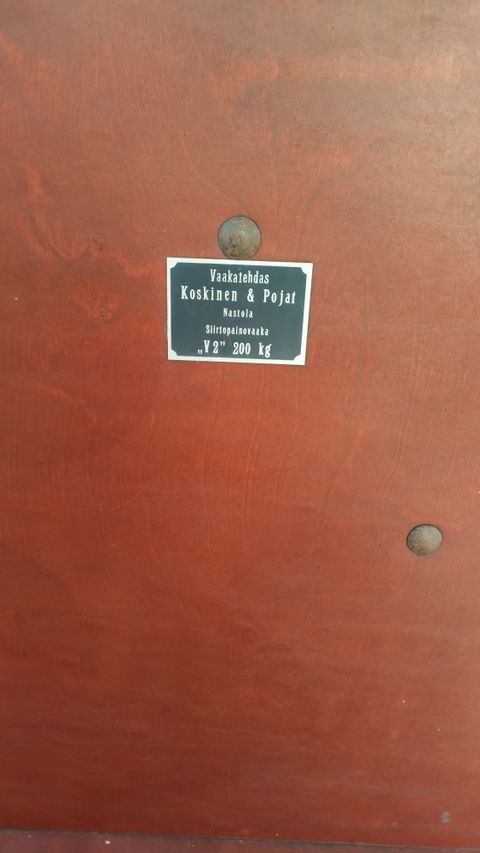 Vaakatehdas
Koskinen & Pojat
Nastola
Siirtopainovaaka
„V2" 200 kg